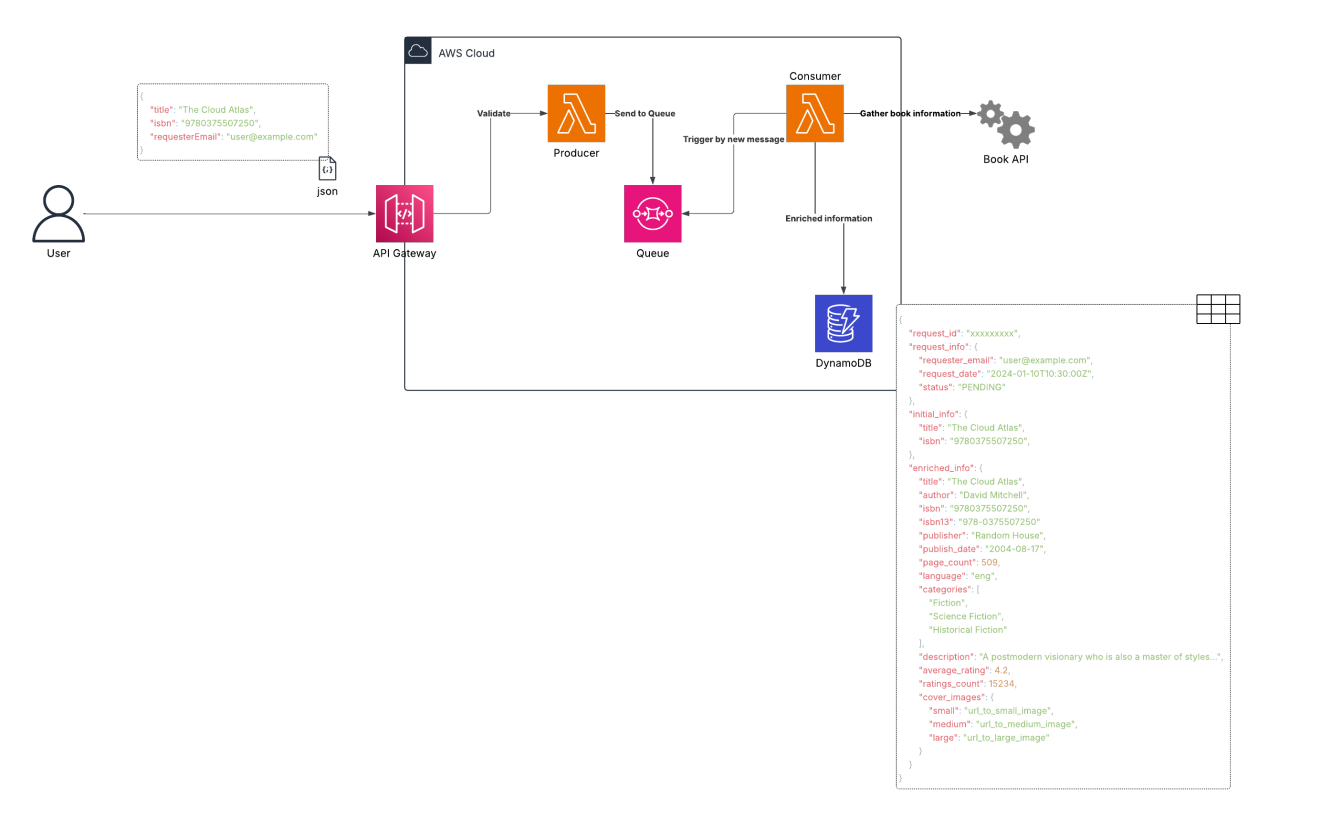 AWS Cloud
Consumer
{
"title": "The Cloud Atlas",
"isbn": "9780375507250",
"requesterEmail": "user@example.com"
}
Validate
Send to Queue
Gather book information
Trigger by new message
Producer
Book API
{;}
json
</>
User
API Gateway
Queue
Enriched information
DynamoDB
{
"request_id": "xxxxxxxxx",
"request_info": {
"requester_email": "user@example.com",
"request_date": "2024-01-10T10:30:00Z",
"status": "PENDING"
},
"initial_info": {
"title": "The Cloud Atlas",
"isbn": "9780375507250",
},
"enriched_info": {
"title": "The Cloud Atlas",
"author": "David Mitchell",
"isbn": "9780375507250",
"isbn13": "978-0375507250"
"publisher": "Random House",
"publish_date": "2004-08-17",
"page_count": 509,
"language": "eng",
"categories": [
"Fiction",
"Science Fiction",
"Historical Fiction"
],
"description": "A postmodern visionary who is also a master of styles...",
"average_rating": 4.2,
"ratings_count": 15234,
"cover_images": {
"small": "url_to_small_image",
"medium": "url_to_medium_image",
"large": "url_to_large_image"
}
}
}